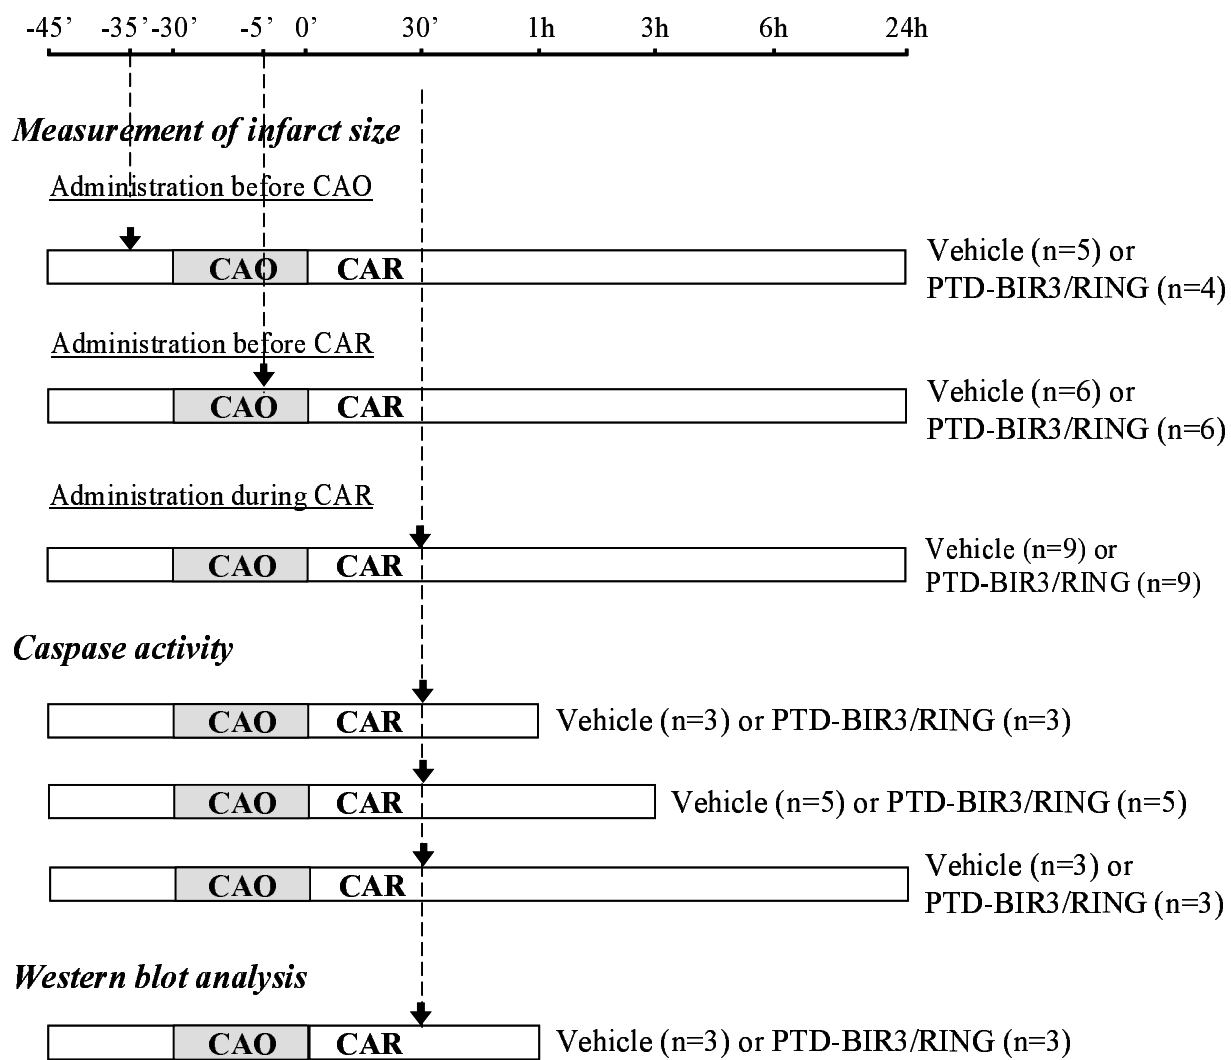 -45’ -35’ -30’ -5’ 0’ 30’ 1h 3h 6h 24h
Measurement of infarct size
Administration before CAO
CAO CAR
Vehicle (n=5) or
PTD-BIR3/RING (n=4)
Administration before CAR
CAO CAR
Vehicle (n=6) or
PTD-BIR3/RING (n=6)
Administration during CAR
CAO CAR
Vehicle (n=9) or
PTD-BIR3/RING (n=9)
Caspase activity
CAO CAR Vehicle (n=3) or PTD-BIR3/RING (n=3)
CAO CAR Vehicle (n=5) or PTD-BIR3/RING (n=5)
CAO CAR
Vehicle (n=3) or
PTD-BIR3/RING (n=3)
Western blot analysis
CAO CAR Vehicle (n=3) or PTD-BIR3/RING (n=3)